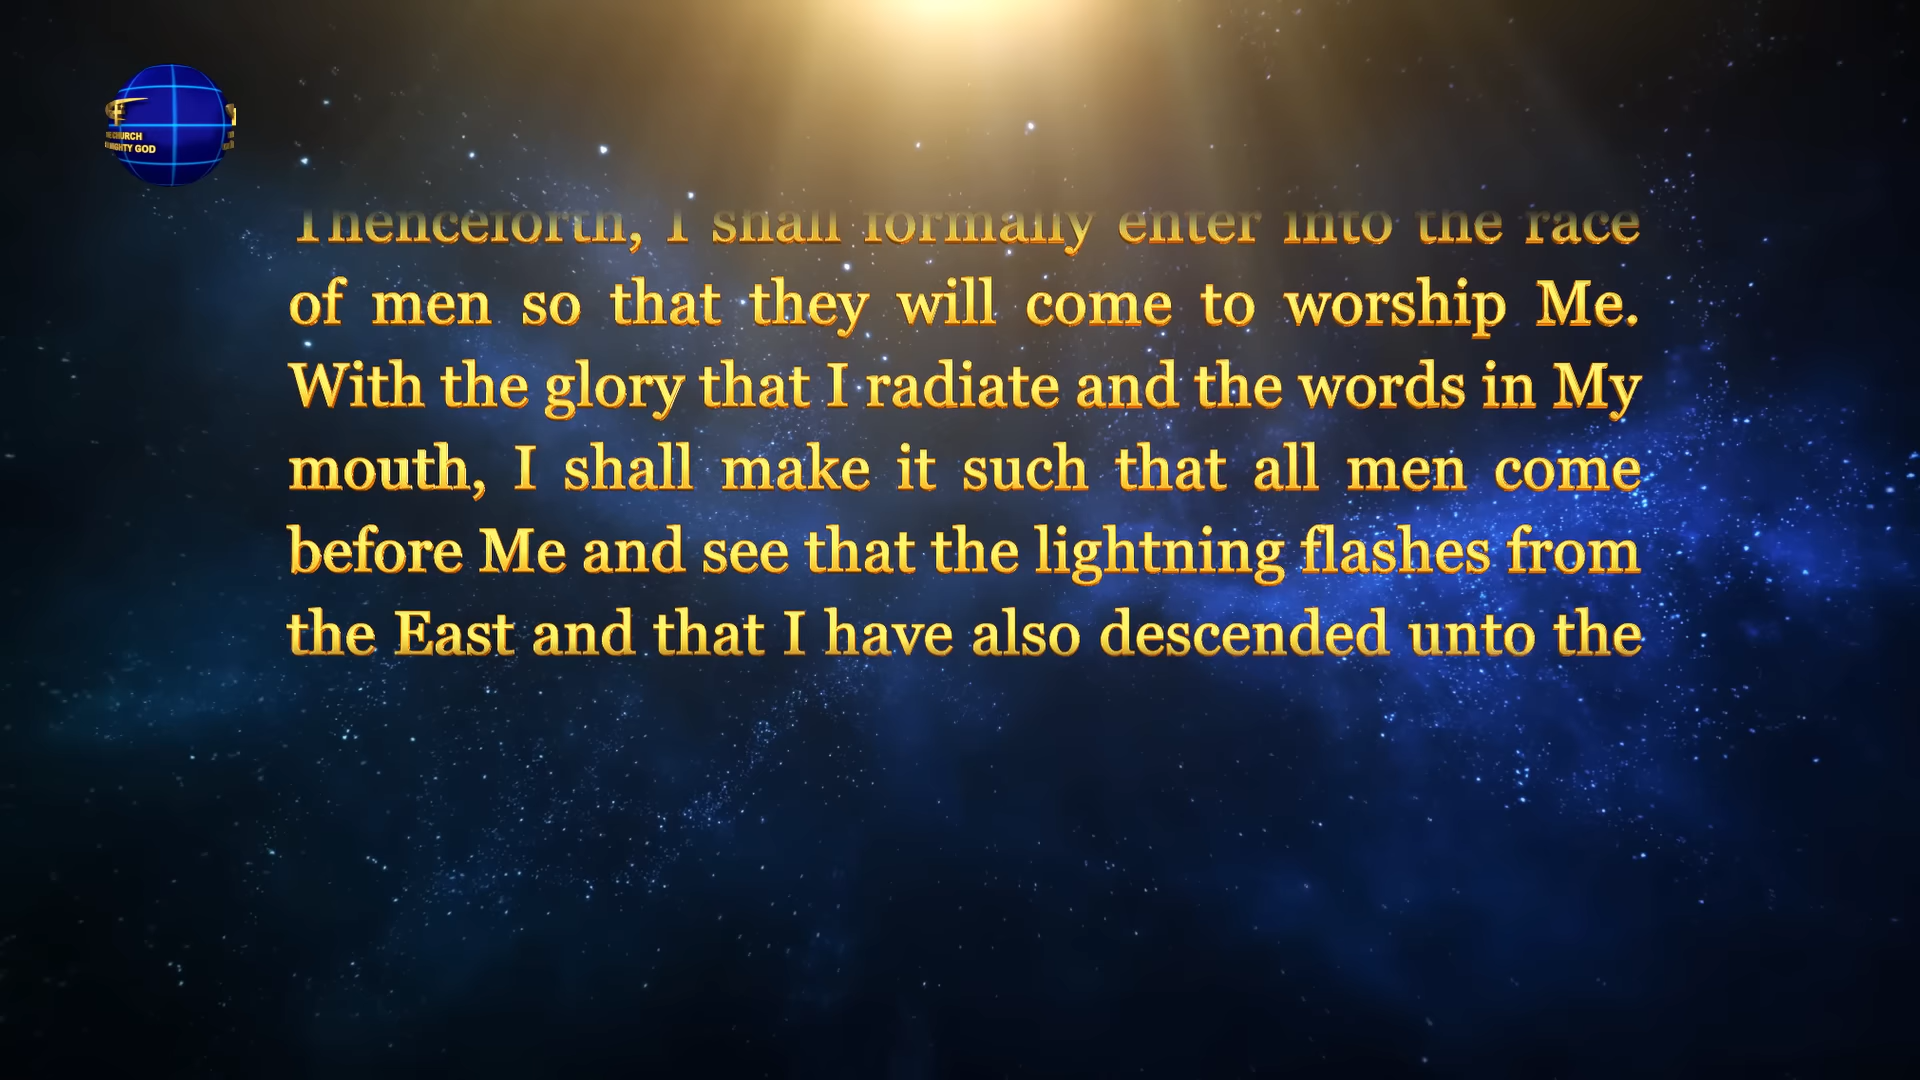 CHURCH
GOD
Thenceforth, I shall formally enter into the race
of men so that they will come to worship Me.
With the glory that I radiate and the words in My
mouth, I shall make it such that all men come
before Me and see that the lightning flashes from
the East and that I have also descended unto the